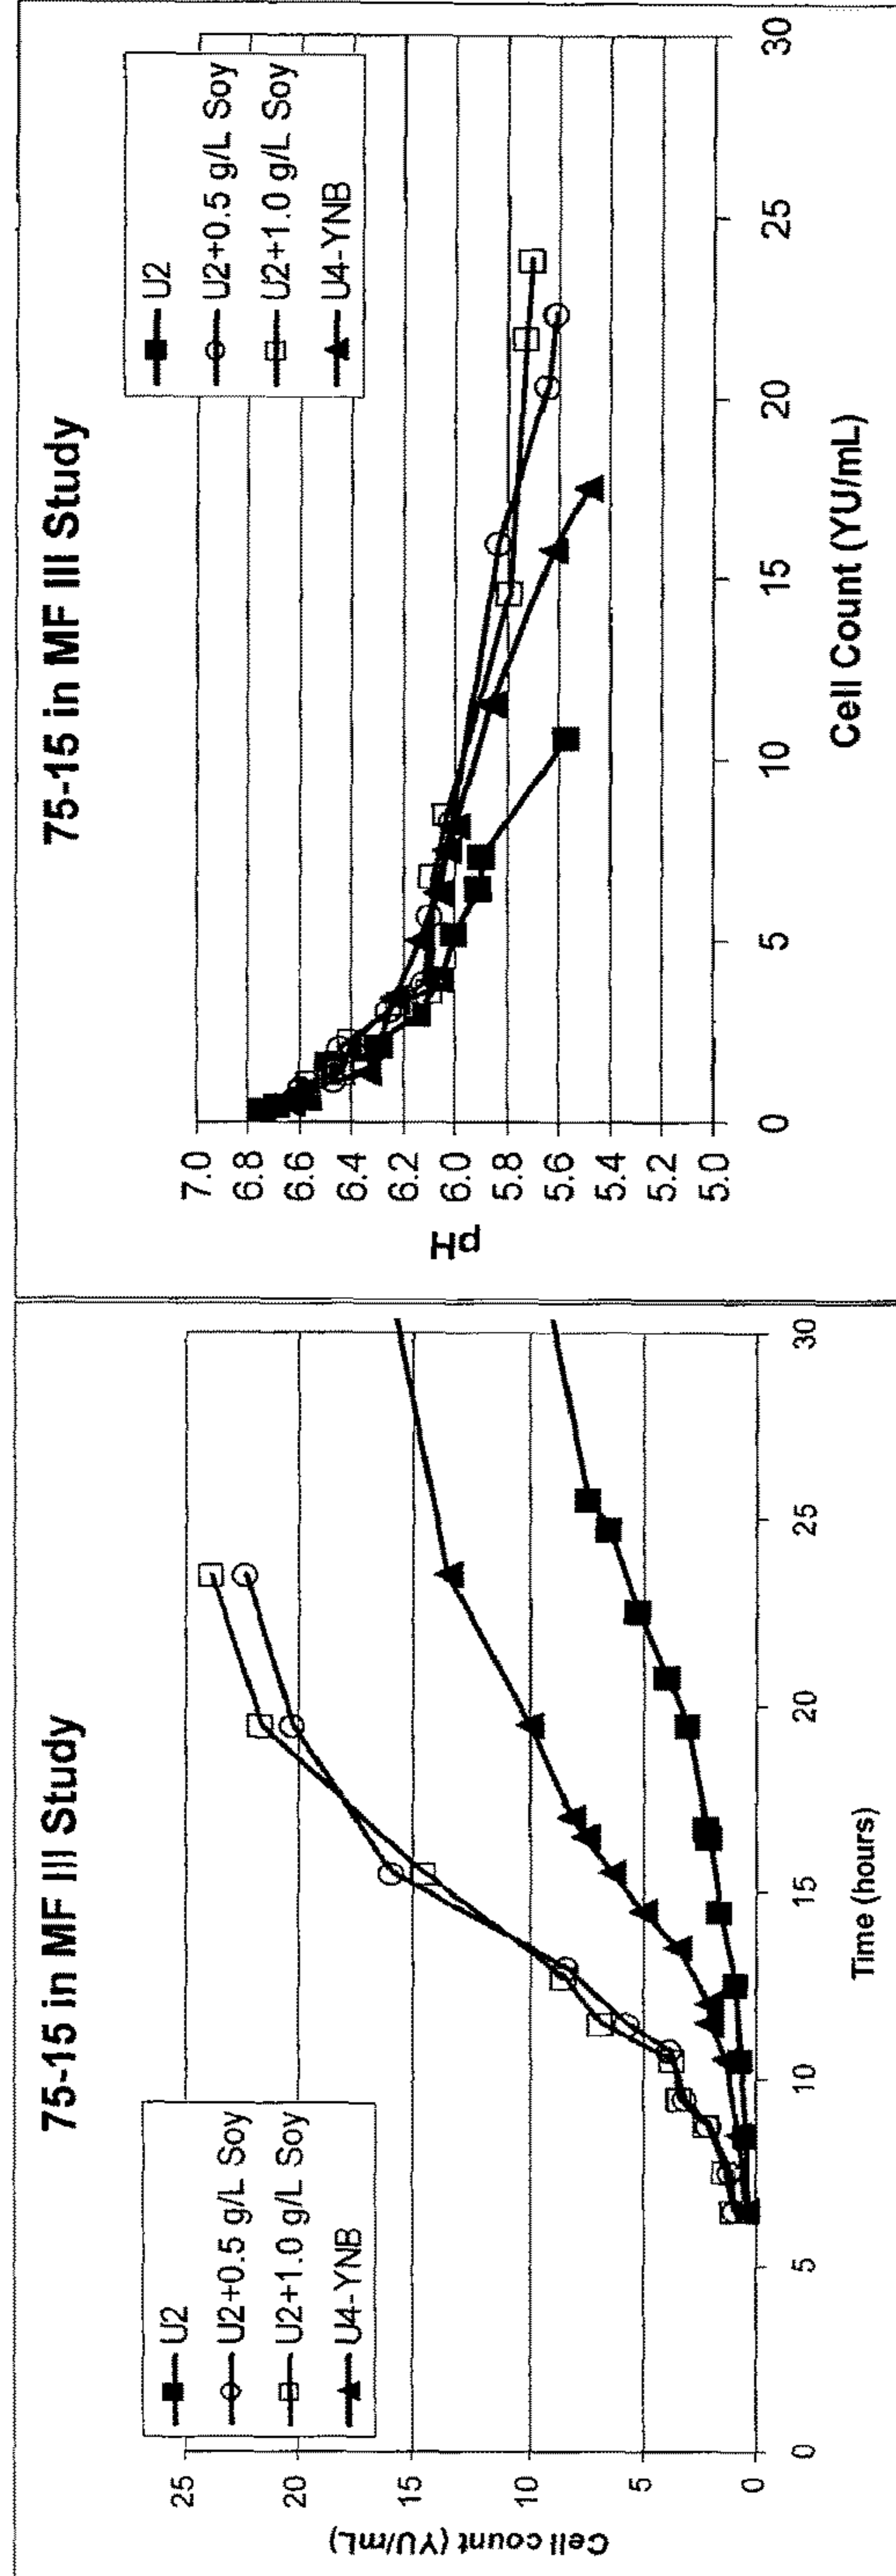 75-15 in MF III Study
U2
U2+0.5 g/L Soy
U2+1.0 g/L Soy
U4-YNB
Cell count (YU/mL)
25
20
15
10
5
0
0
5
10
15
20
25
30
Time (hours)
75-15 in MF III Study
U2
U2+0.5 g/L Soy
U2+1.0 g/L Soy
U4-YNB
pH
7.0
6.8
6.6
6.4
6.2
6.0
5.8
5.6
5.4
5.2
5.0
0
5
10
15
20
25
30
Cell Count (YU/mL)